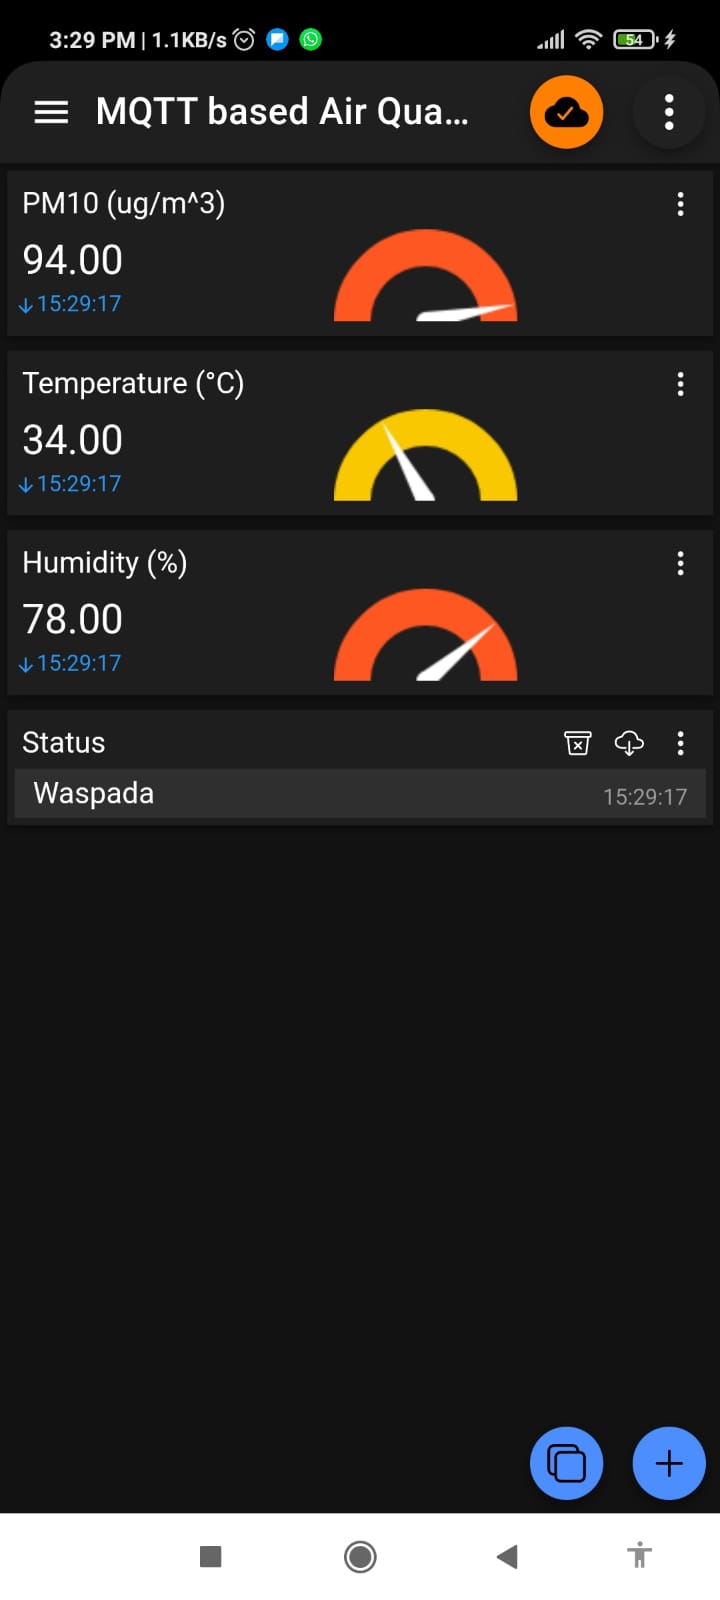 3:29 PM | 1.1KB/s
54
MQTT based Air Qua...
PM10 (ug/m^3)
94.00
15:29:17
Temperature (°C)
34.00
15:29:17
Humidity (%)
78.00
15:29:17
Status
Waspada
15:29:17